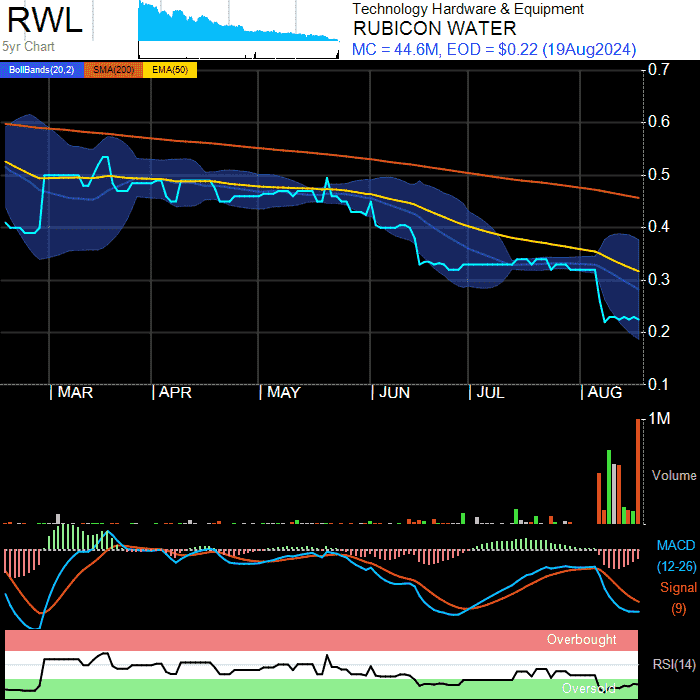 RWL
5yr Chart
Technology Hardware & Equipment
RUBICON WATER
MC = 44.6M, EOD = $0.22 (19Aug2024)
BollBands(20,2) SMA(200) EMA(50)
0.7
0.6
0.5
0.4
0.3
0.2
0.1
MAR APR MAY JUN JUL AUG
1M
Volume
MACD
(12-26)
Signal
(9)
Overbought
RSI(14)
Oversold